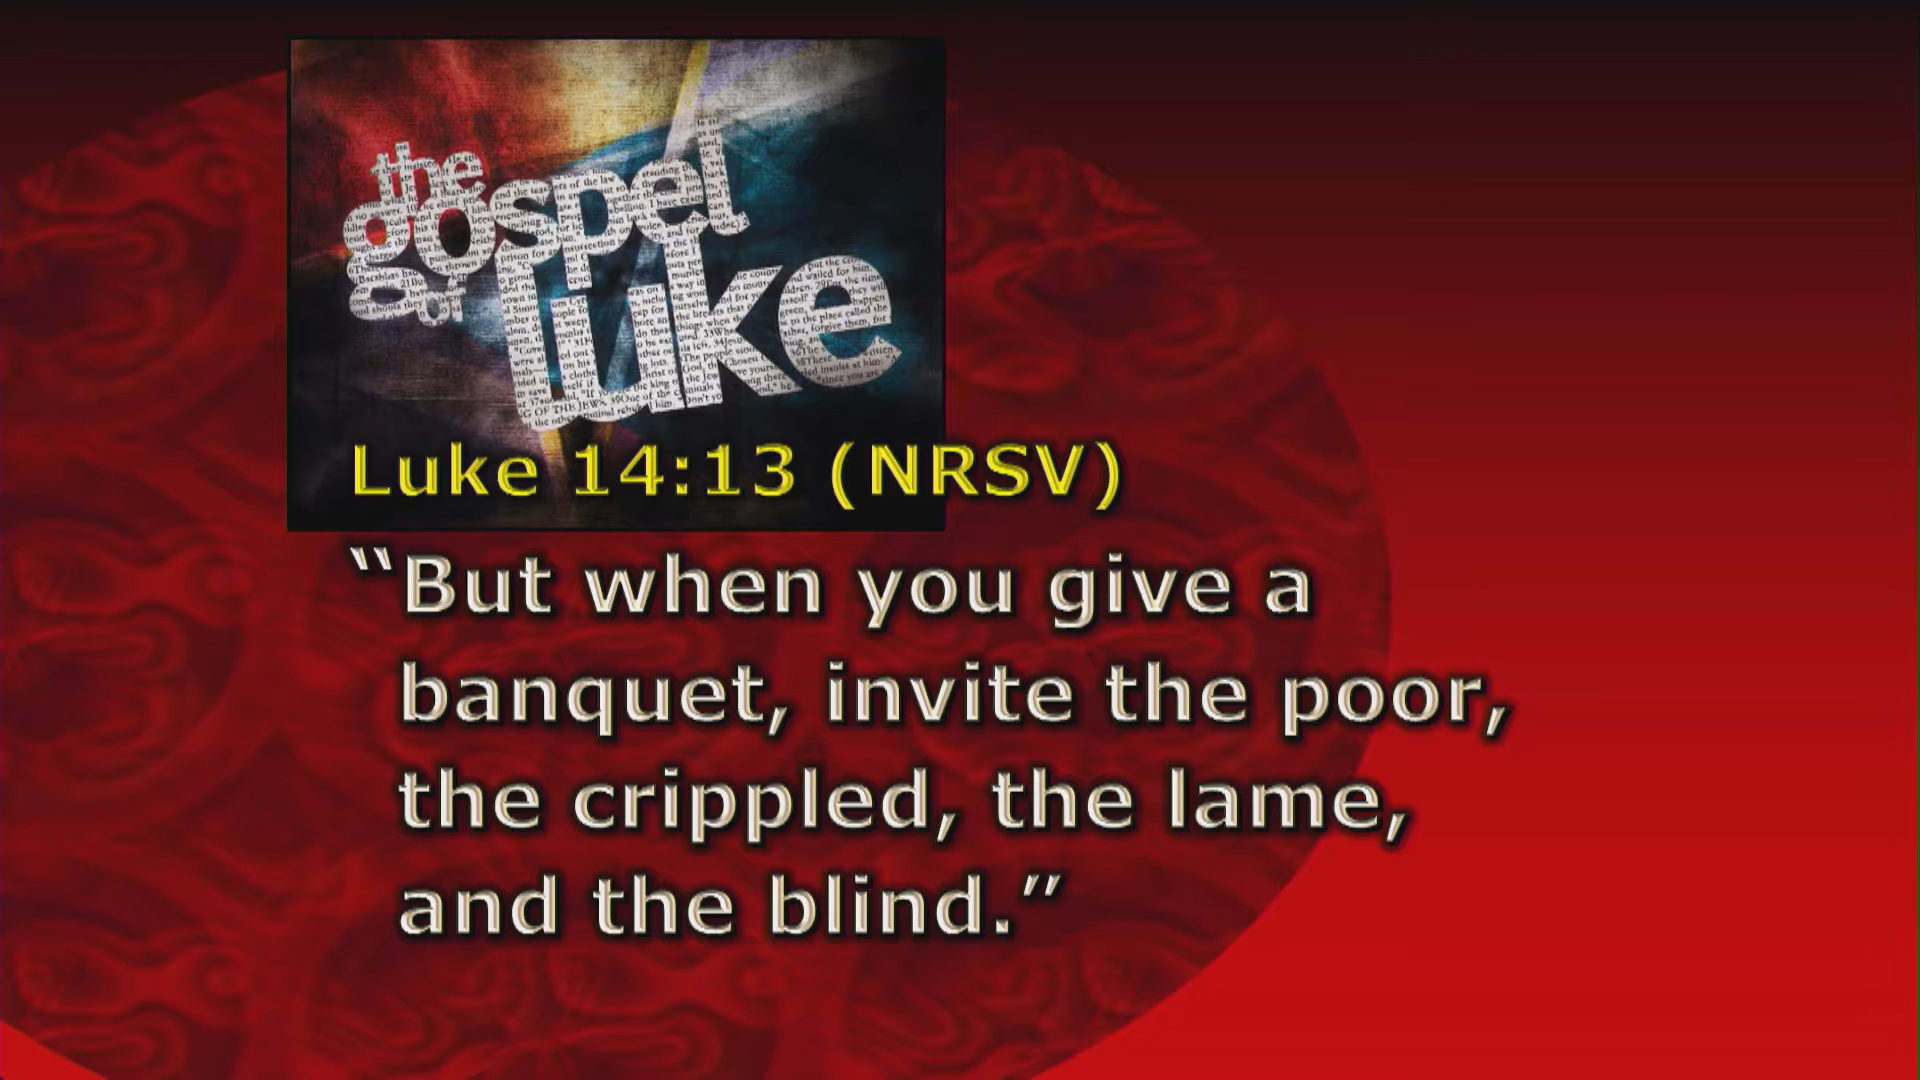 the
gospel
of
luke
Luke 14:13 (NRSV)
“But when you give a
banquet, invite the poor,
the crippled, the lame,
and the blind.”